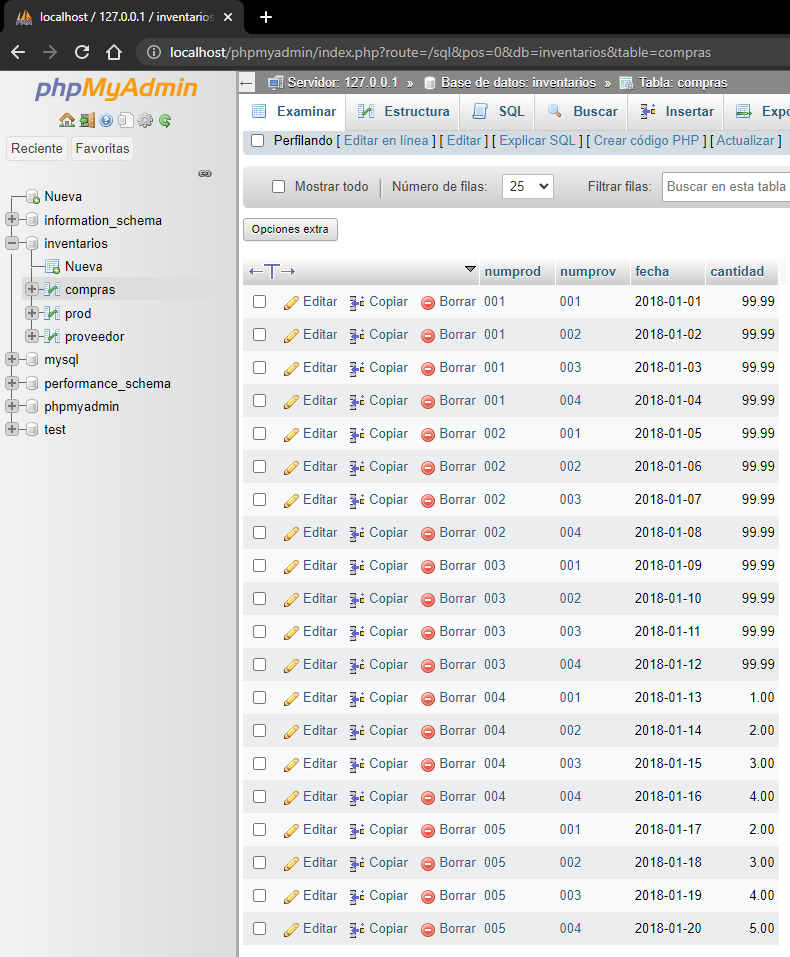 localhost / 127.0.0.1 / inventarios
localhost/phpmyadmin/index.php?route=/sql&pos=0&db=inventarios&table=compras
phpMyAdmin
Reciente Favoritas
Nueva
information_schema
inventarios
Nueva
compras
prod
proveedor
mysql
performance_schema
phpmyadmin
test
Servidor: 127.0.0.1 » Base de datos: inventarios » Tabla: compras
Examinar Estructura SQL Buscar Insertar Expo
Perfilando [ Editar en línea ] [ Editar ] [ Explicar SQL ] [ Crear código PHP ] [ Actualizar ]
Mostrar todo | Número de filas: 25 Filtrar filas: Buscar en esta tabla
Opciones extra
←T→ numprod numprov fecha cantidad
Editar Copiar Borrar 001 001 2018-01-01 99.99
Editar Copiar Borrar 001 002 2018-01-02 99.99
Editar Copiar Borrar 001 003 2018-01-03 99.99
Editar Copiar Borrar 001 004 2018-01-04 99.99
Editar Copiar Borrar 002 001 2018-01-05 99.99
Editar Copiar Borrar 002 002 2018-01-06 99.99
Editar Copiar Borrar 002 003 2018-01-07 99.99
Editar Copiar Borrar 002 004 2018-01-08 99.99
Editar Copiar Borrar 003 001 2018-01-09 99.99
Editar Copiar Borrar 003 002 2018-01-10 99.99
Editar Copiar Borrar 003 003 2018-01-11 99.99
Editar Copiar Borrar 003 004 2018-01-12 99.99
Editar Copiar Borrar 004 001 2018-01-13 1.00
Editar Copiar Borrar 004 002 2018-01-14 2.00
Editar Copiar Borrar 004 003 2018-01-15 3.00
Editar Copiar Borrar 004 004 2018-01-16 4.00
Editar Copiar Borrar 005 001 2018-01-17 2.00
Editar Copiar Borrar 005 002 2018-01-18 3.00
Editar Copiar Borrar 005 003 2018-01-19 4.00
Editar Copiar Borrar 005 004 2018-01-20 5.00